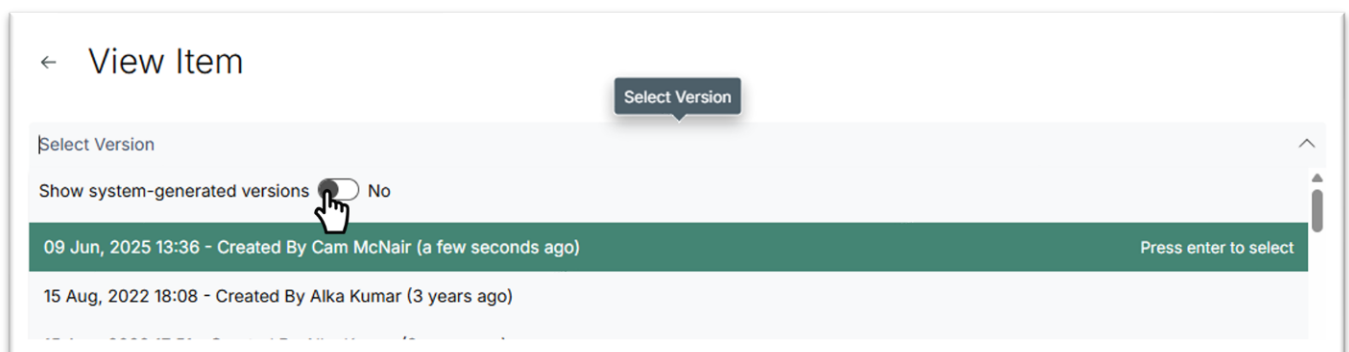 View Item
Select Version
Select Version
Show system-generated versions No
09 Jun, 2025 13:36 - Created By Cam McNair (a few seconds ago) Press enter to select
15 Aug, 2022 18:08 - Created By Alka Kumar (3 years ago)